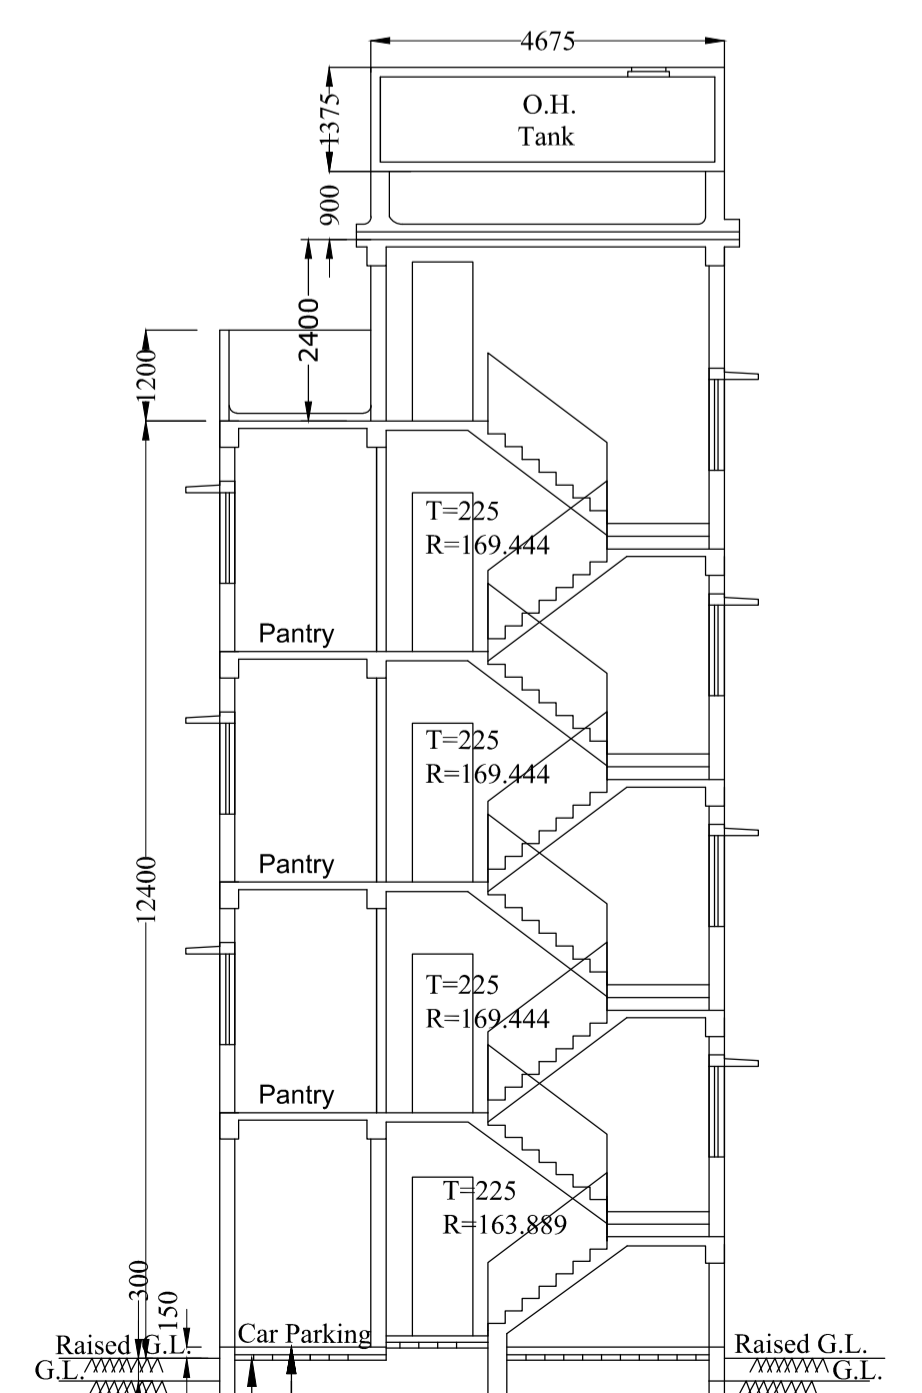 4675
1375
O.H.
Tank
900
2400
1200
T=225
R=169.444
Pantry
T=225
R=169.444
Pantry
12400
T=225
R=169.444
Pantry
T=225
R=163.889
300
150
Car Parking
Raised G.L.
Raised G.L.
G.L.
G.L.